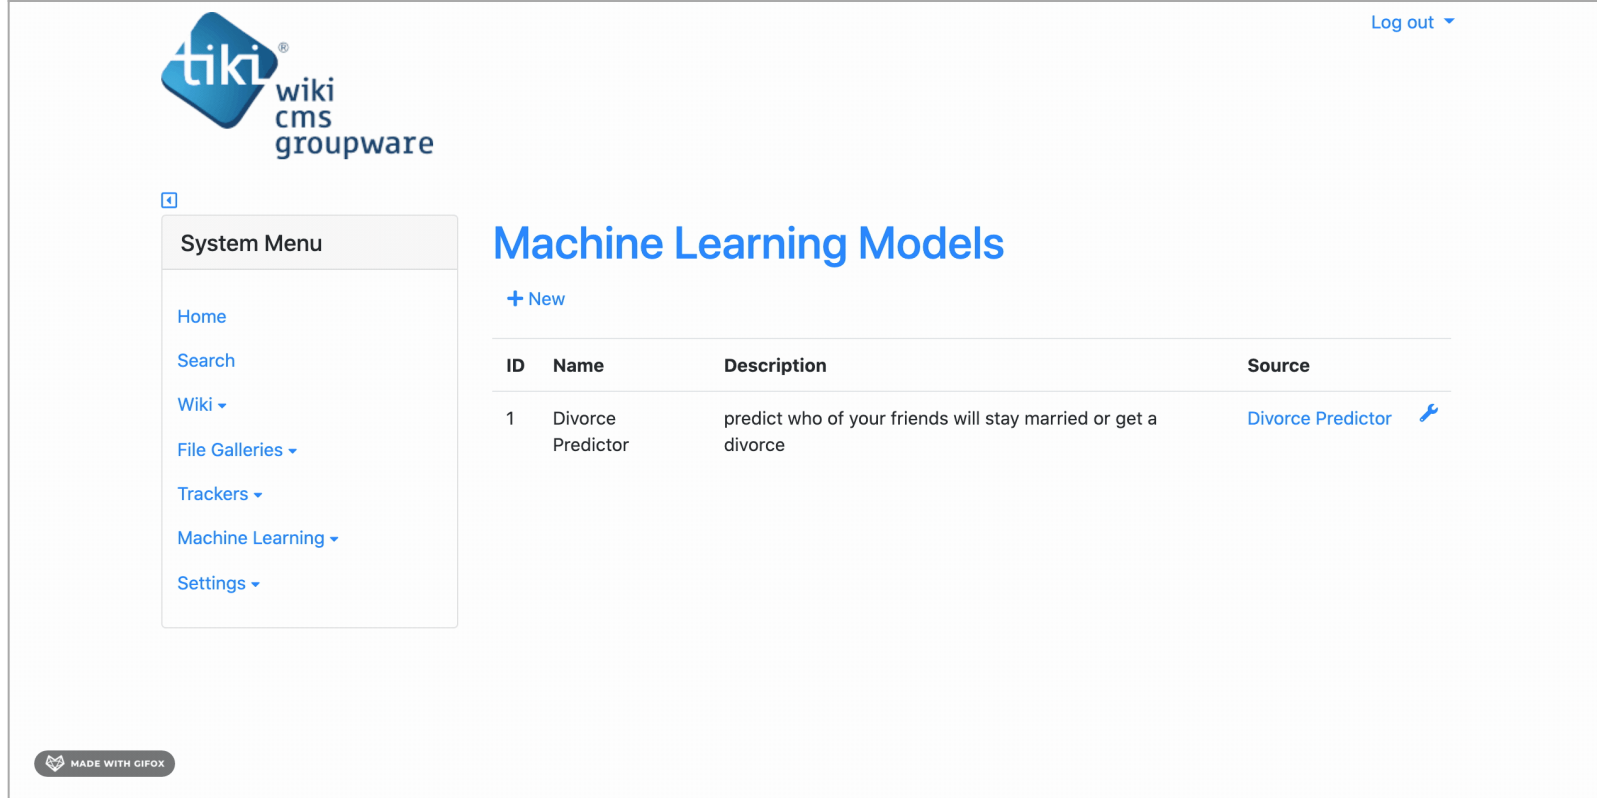 Log out
tiki®
wiki
cms
groupware
System Menu
Home
Search
Wiki
File Galleries
Trackers
Machine Learning
Settings
Machine Learning Models
New
ID Name Description Source
1 Divorce predict who of your friends will stay married or get a Divorce Predictor
Predictor divorce
MADE WITH GIFOX